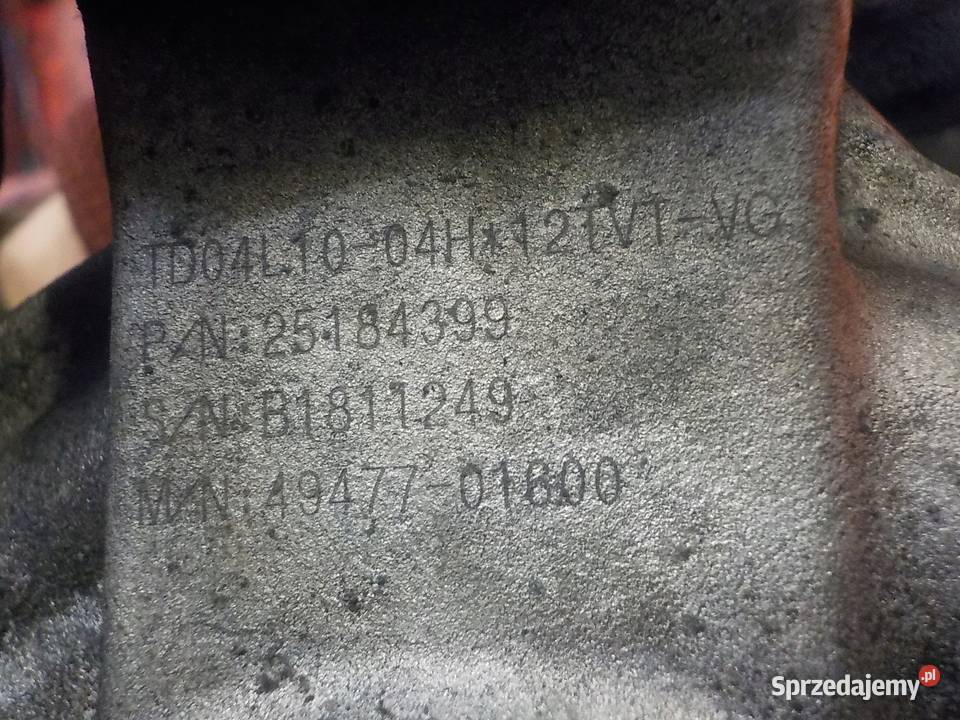 TD04L10-04H*12TVT-VG
P/N:25184399
S/N:B1811249
M/N:49477-01600
Sprzedajemy.pl